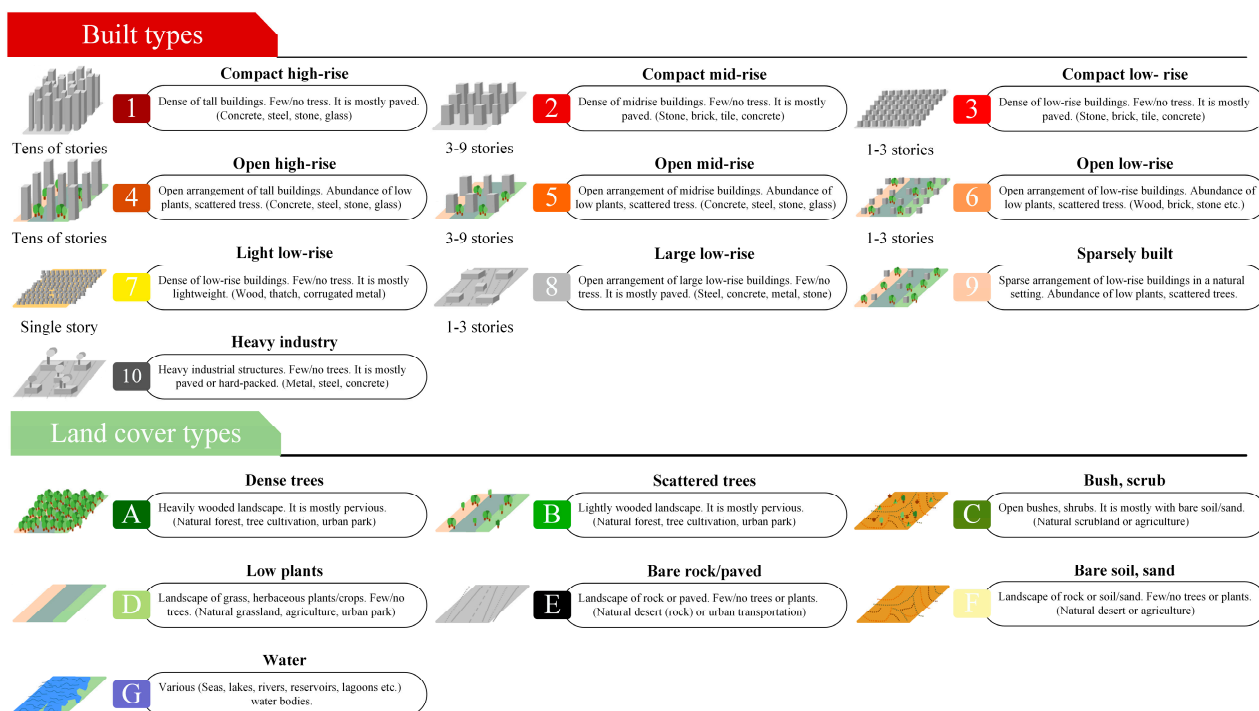 Built types
Compact high-rise
1
Dense of tall buildings. Few/no tress. It is mostly paved.
(Concrete, steel, stone, glass)
Tens of stories
Compact mid-rise
2
Dense of midrise buildings. Few/no tress. It is mostly
paved. (Stone, brick, tile, concrete)
3-9 stories
Compact low- rise
3
Dense of low-rise buildings. Few/no tress. It is mostly
paved. (Stone, brick, tile, concrete)
1-3 stories
Open high-rise
4
Open arrangement of tall buildings. Abundance of low
plants, scattered tress. (Concrete, steel, stone, glass)
Tens of stories
Open mid-rise
5
Open arrangement of midrise buildings. Abundance of
low plants, scattered tress. (Concrete, steel, stone, glass)
3-9 stories
Open low-rise
6
Open arrangement of low-rise buildings. Abundance of
low plants, scattered tress. (Wood, brick, stone etc.)
1-3 stories
Light low-rise
7
Dense of low-rise buildings. Few/no tress. It is mostly
lightweight. (Wood, thatch, corrugated metal)
Single story
Large low-rise
8
Open arrangement of large low-rise buildings. Few/no
tress. It is mostly paved. (Steel, concrete, metal, stone)
1-3 stories
Sparsely built
9
Sparse arrangement of low-rise buildings in a natural
setting. Abundance of low plants, scattered trees.
Heavy industry
10
Heavy industrial structures. Few/no trees. It is mostly
paved or hard-packed. (Metal, steel, concrete)
Land cover types
Dense trees
A
Heavily wooded landscape. It is mostly pervious.
(Natural forest, tree cultivation, urban park)
Scattered trees
B
Lightly wooded landscape. It is mostly pervious.
(Natural forest, tree cultivation, urban park)
Bush, scrub
C
Open bushes, shrubs. It is mostly with bare soil/sand.
(Natural scrubland or agriculture)
Low plants
D
Landscape of grass, herbaceous plants/crops. Few/no
trees. (Natural grassland, agriculture, urban park)
Bare rock/paved
E
Landscape of rock or paved. Few/no trees or plants.
(Natural desert (rock) or urban transportation)
Bare soil, sand
F
Landscape of rock or soil/sand. Few/no trees or plants.
(Natural desert or agriculture)
Water
G
Various (Seas, lakes, rivers, reservoirs, lagoons etc.)
water bodies.